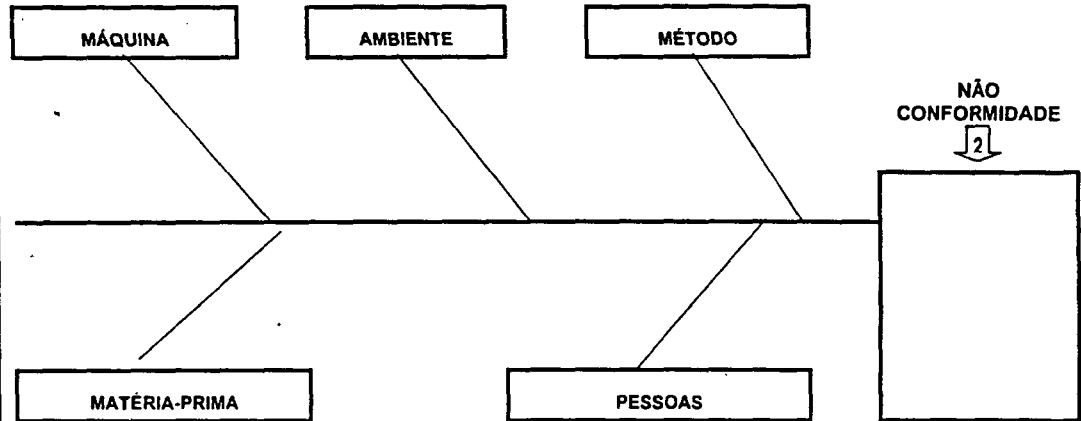 MÁQUINA
AMBIENTE
MÉTODO
NÃO
CONFORMIDADE
2
MATÉRIA-PRIMA
PESSOAS